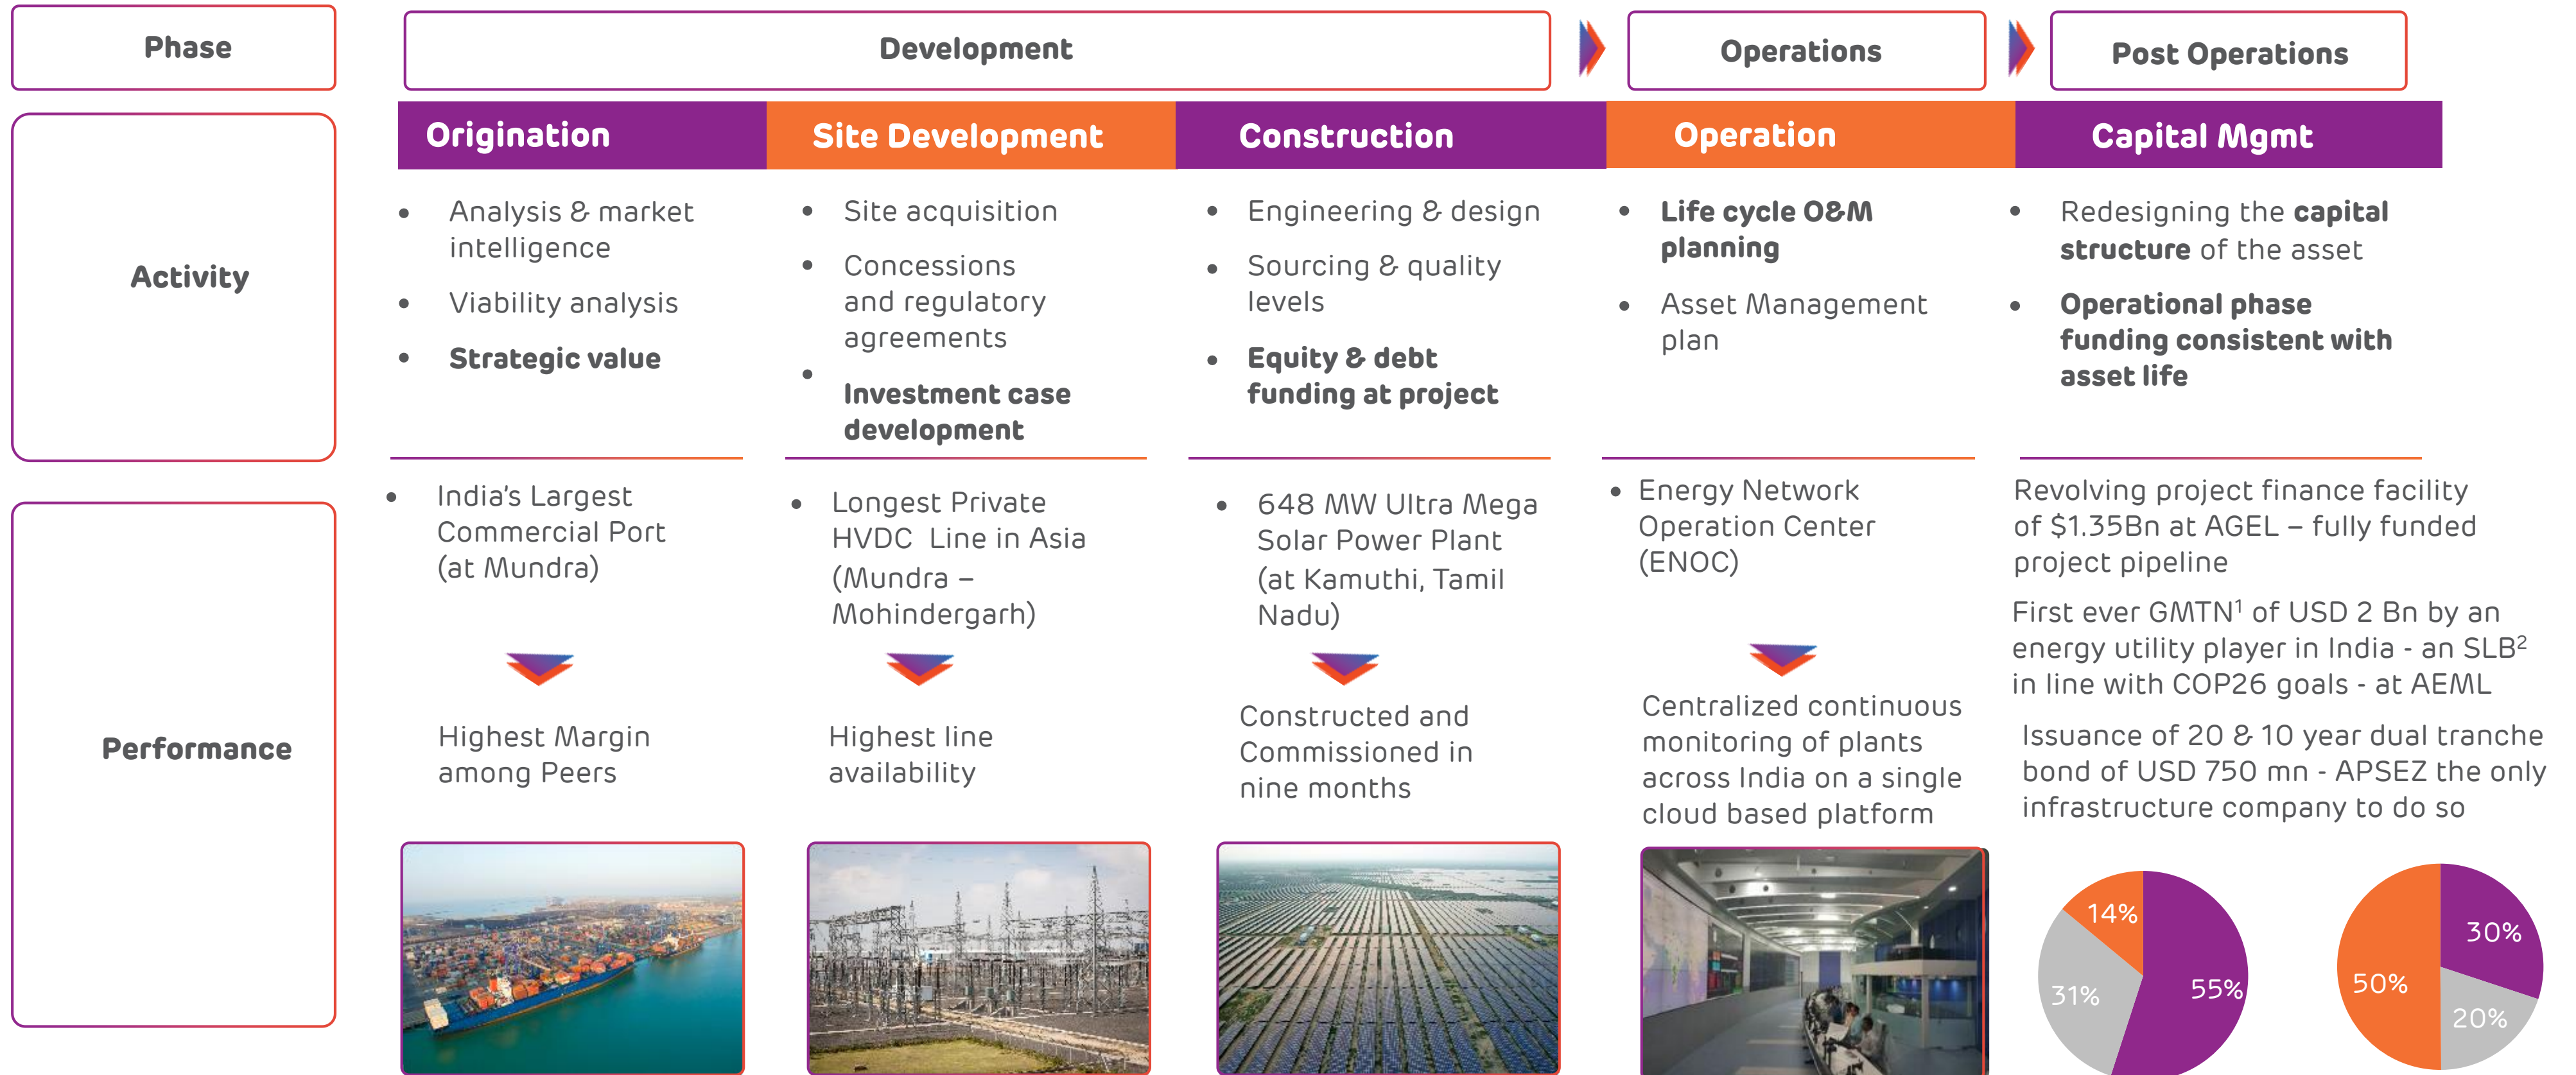 Phase
Development
Operations
Post Operations
Activity
Origination
Site Development
Construction
Operation
Capital Mgmt
• Analysis & market
intelligence
• Viability analysis
• Strategic value
• Site acquisition
• Concessions
and regulatory
agreements
• Investment case
development
• Engineering & design
• Sourcing & quality
levels
• Equity & debt
funding at project
• Life cycle O&M
planning
• Asset Management
plan
• Redesigning the capital
structure of the asset
• Operational phase
funding consistent with
asset life
Performance
• India's Largest
Commercial Port
(at Mundra)
Highest Margin
among Peers
• Longest Private
HVDC Line in Asia
(Mundra –
Mohindergarh)
Highest line
availability
• 648 MW Ultra Mega
Solar Power Plant
(at Kamuthi, Tamil
Nadu)
Constructed and
Commissioned in
nine months
• Energy Network
Operation Center
(ENOC)
Centralized continuous
monitoring of plants
across India on a single
cloud based platform
Revolving project finance facility
of $1.35Bn at AGEL – fully funded
project pipeline
First ever GMTN¹ of USD 2 Bn by an
energy utility player in India - an SLB²
in line with COP26 goals - at AEML
Issuance of 20 & 10 year dual tranche
bond of USD 750 mn - APSEZ the only
infrastructure company to do so
14%
31%
55%
50%
30%
20%